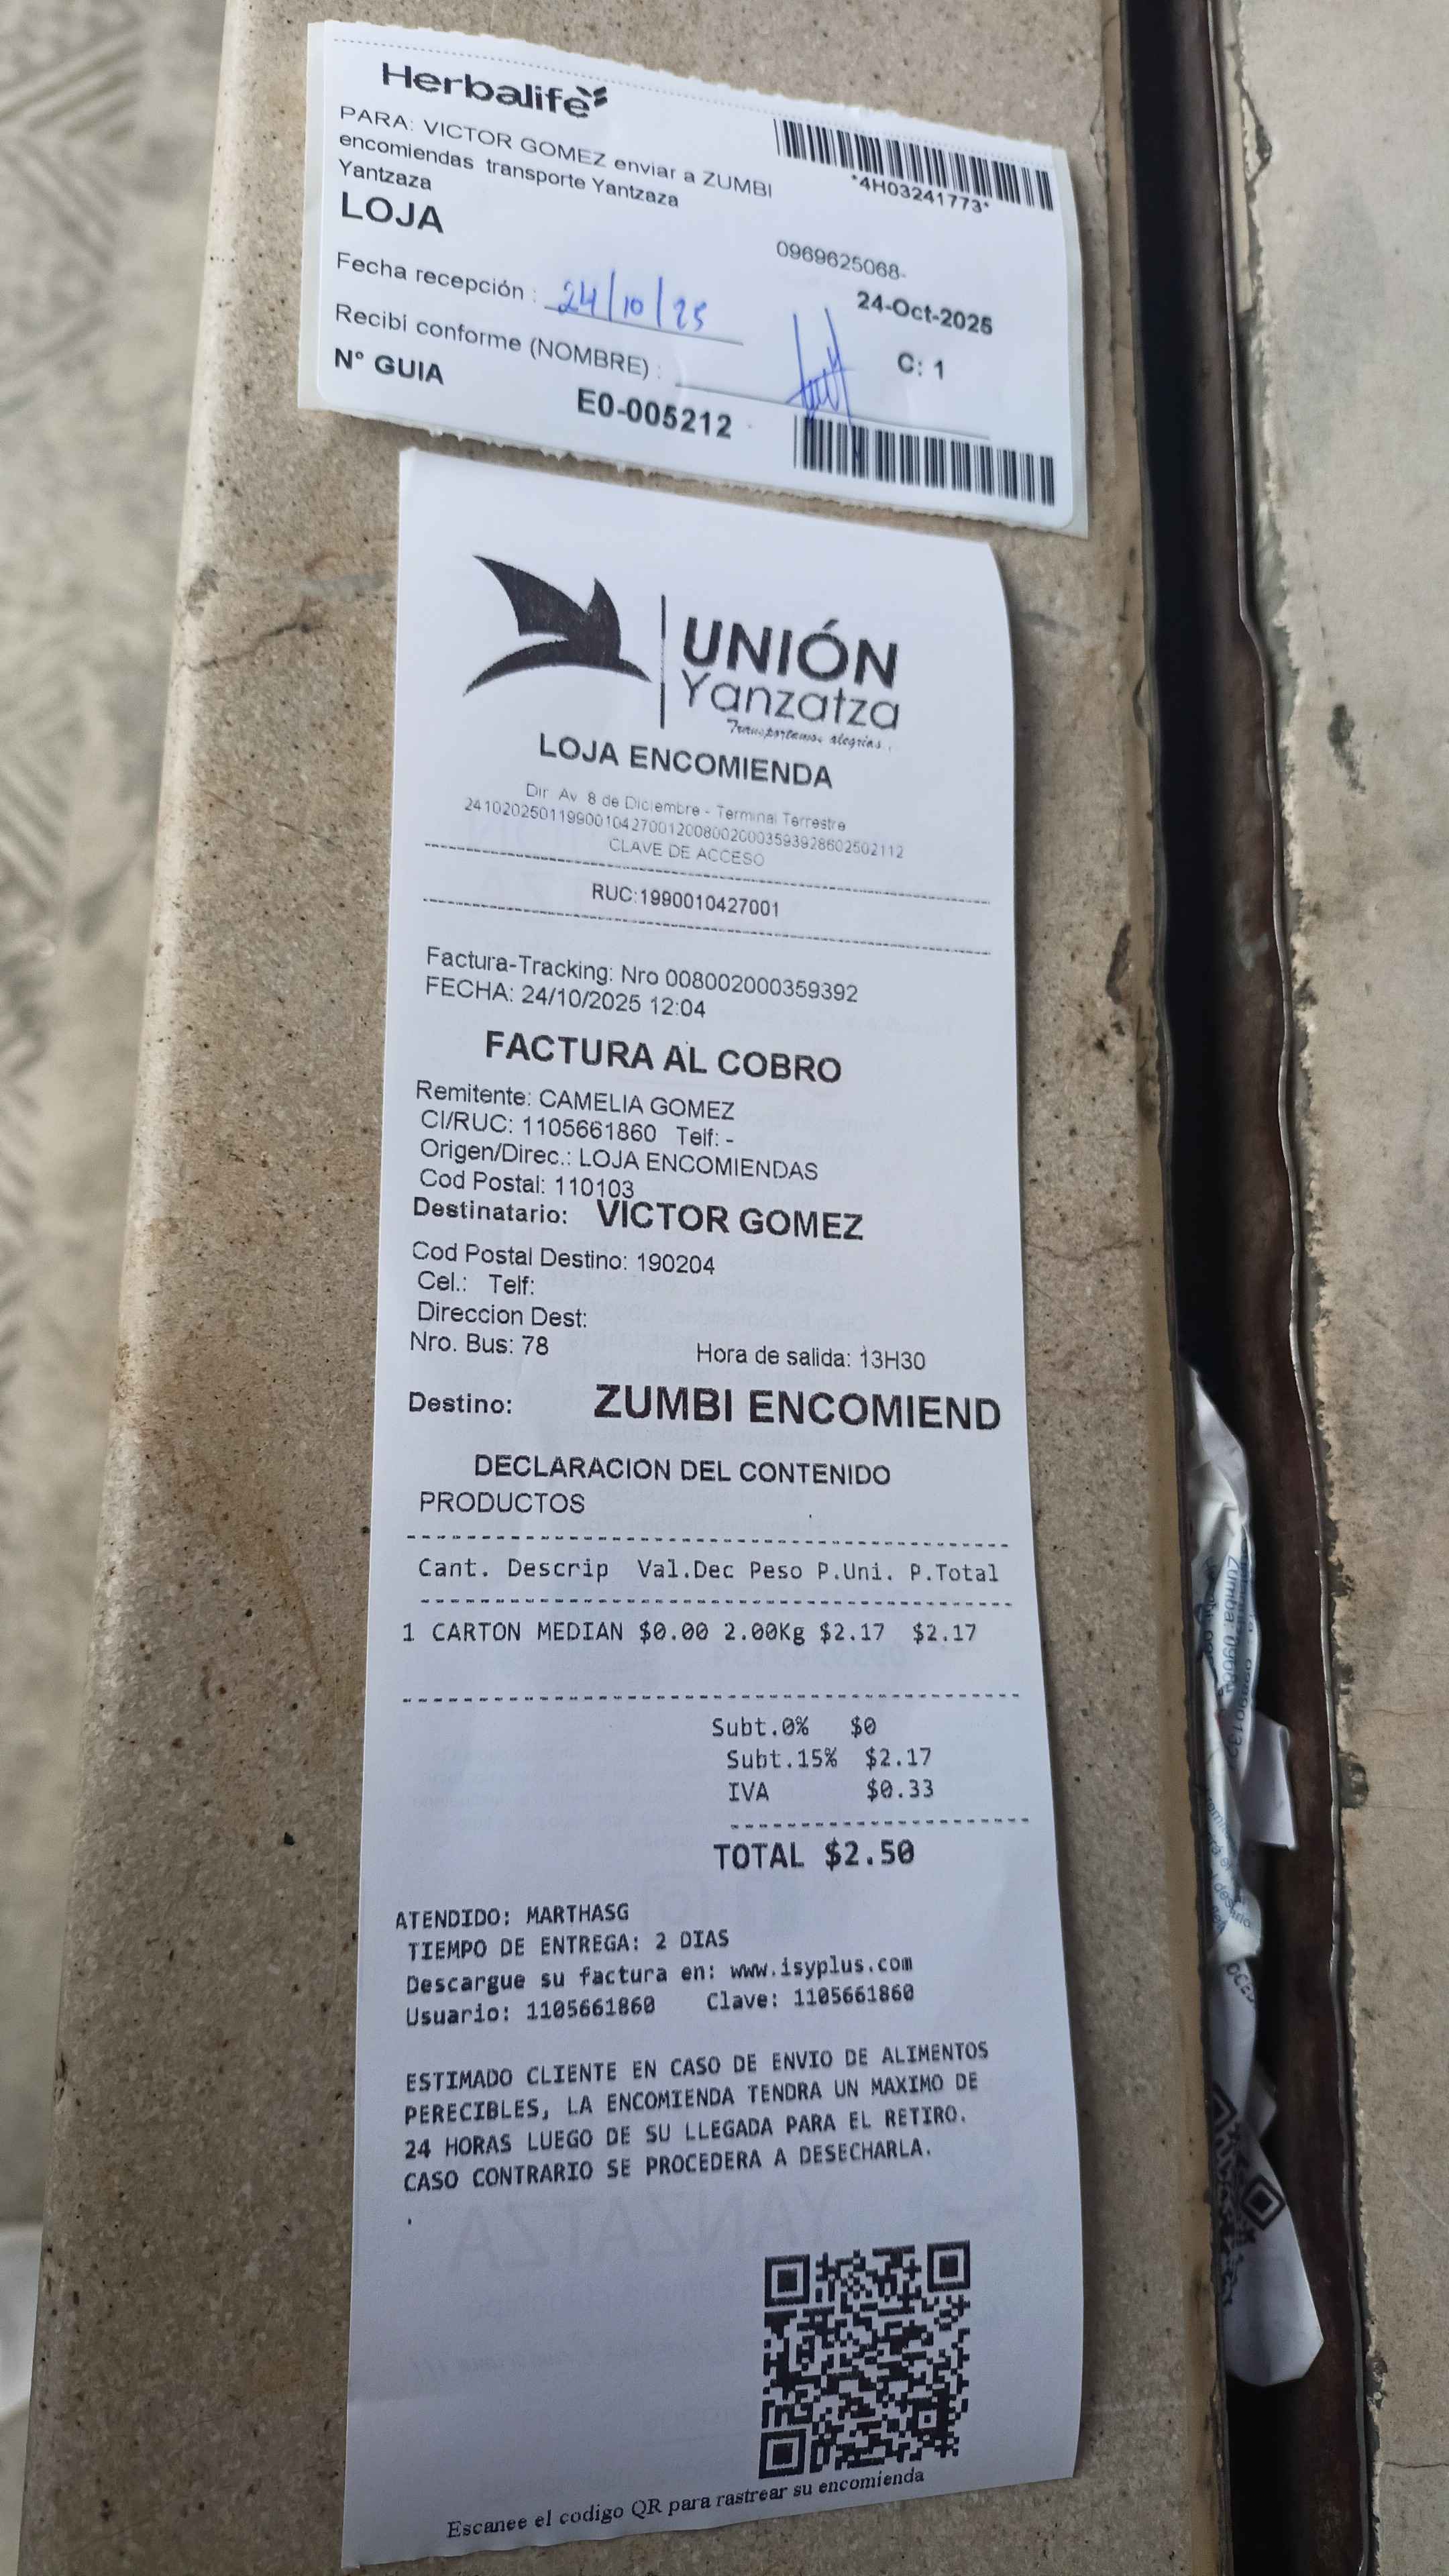 Herbalife
PARA: VICTOR GOMEZ enviar a ZUMBI
encomiendas transporte Yantzaza
Yantzaza
LOJA
*4H03241773*
0969625068-
24-Oct-2025
Fecha recepción : 24/10/25
C: 1
Recibi conforme (NOMBRE) :
N° GUIA
E0-005212
UNIÓN
Yanzatza
Transportamos alegrías...
LOJA ENCOMIENDA
Dir. Av. 8 de Diciembre - Terminal Terrestre
2410202501199001042700120080020003593928602502112
CLAVE DE ACCESO
RUC:1990010427001
Factura-Tracking: Nro 008002000359392
FECHA: 24/10/2025 12:04
FACTURA AL COBRO
Remitente: CAMELIA GOMEZ
CI/RUC: 1105661860 Telf: -
Origen/Direc.: LOJA ENCOMIENDAS
Cod Postal: 110103
Destinatario: VICTOR GOMEZ
Cod Postal Destino: 190204
Cel.: Telf:
Direccion Dest:
Nro. Bus: 78 Hora de salida: 13H30
Destino: ZUMBI ENCOMIEND
DECLARACION DEL CONTENIDO
PRODUCTOS
Cant. Descrip Val.Dec Peso P.Uni. P.Total
1 CARTON MEDIAN $0.00 2.00Kg $2.17 $2.17
Subt.0% $0
Subt.15% $2.17
IVA $0.33
TOTAL $2.50
ATENDIDO: MARTHASG
TIEMPO DE ENTREGA: 2 DIAS
Descargue su factura en: www.isyplus.com
Usuario: 1105661860 Clave: 1105661860
ESTIMADO CLIENTE EN CASO DE ENVIO DE ALIMENTOS
PERECIBLES, LA ENCOMIENDA TENDRA UN MAXIMO DE
24 HORAS LUEGO DE SU LLEGADA PARA EL RETIRO.
CASO CONTRARIO SE PROCEDERA A DESECHARLA.
.
Escanee el codigo QR para rastrear su encomienda